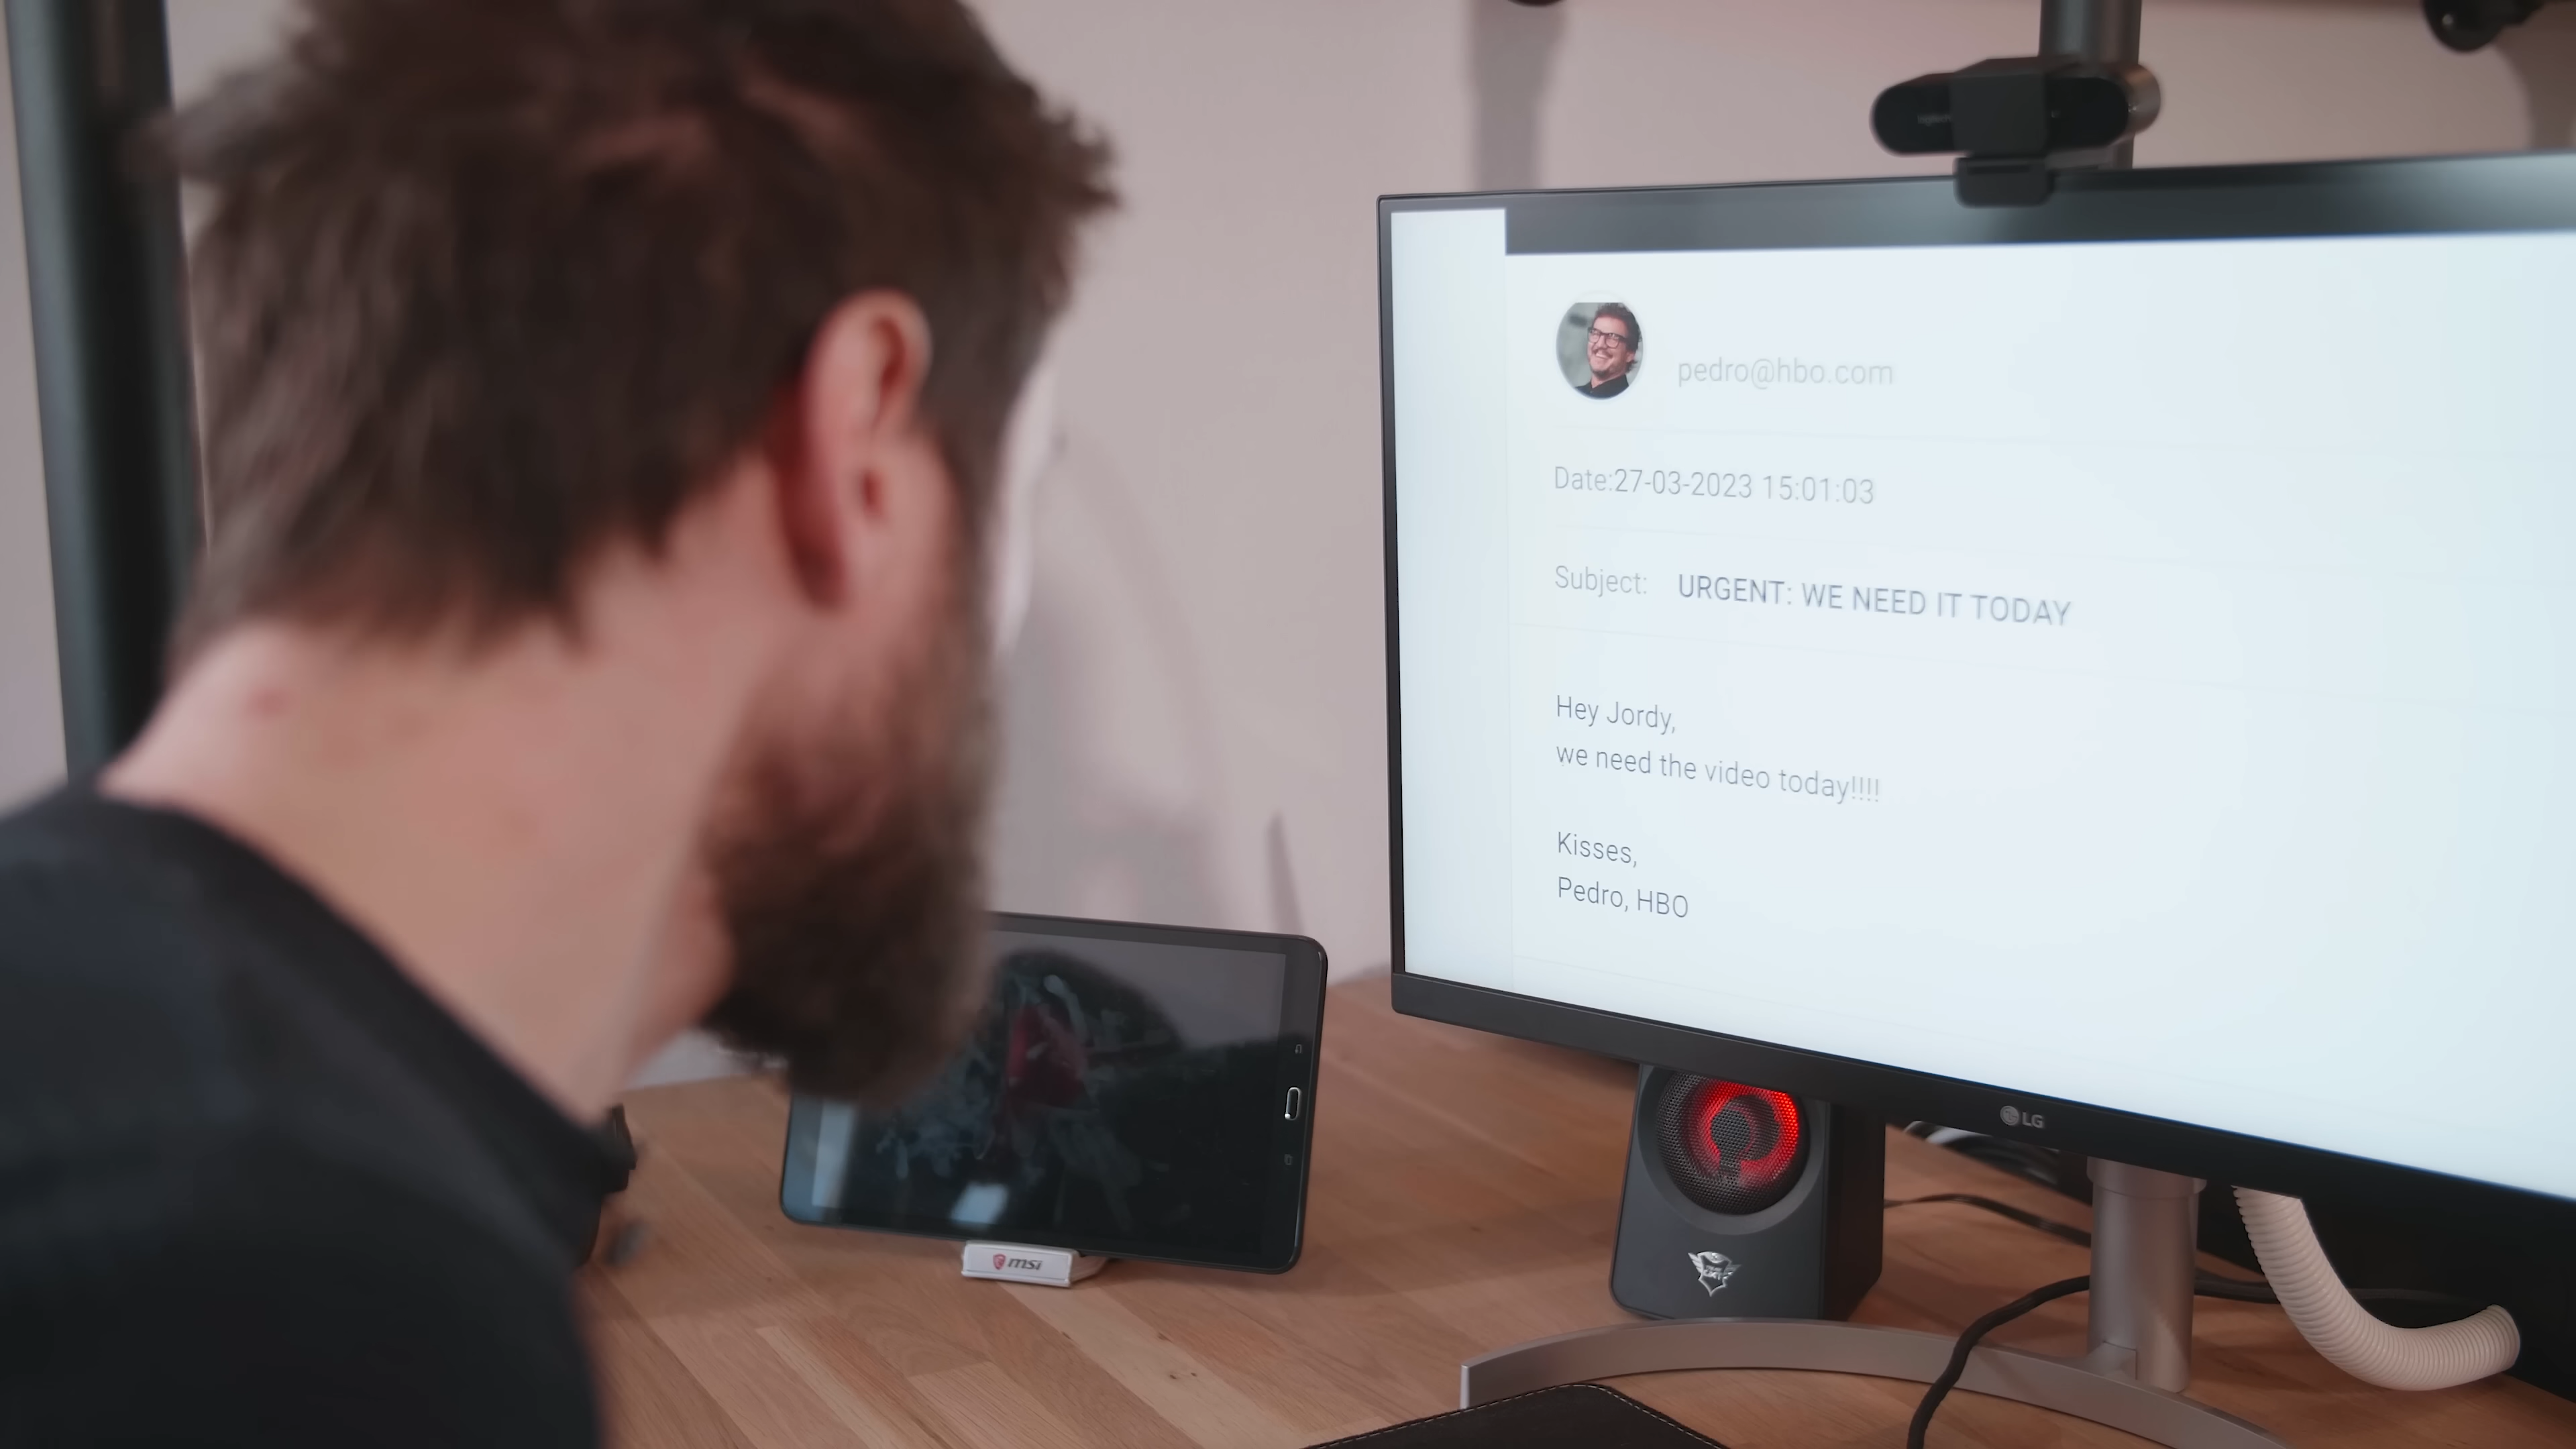 pedro@hbo.com
Date:27-03-2023 15:01:03
Subject: URGENT: WE NEED IT TODAY
Hey Jordy,
we need the video today!!!!
Kisses,
Pedro, HBO
LG
msi